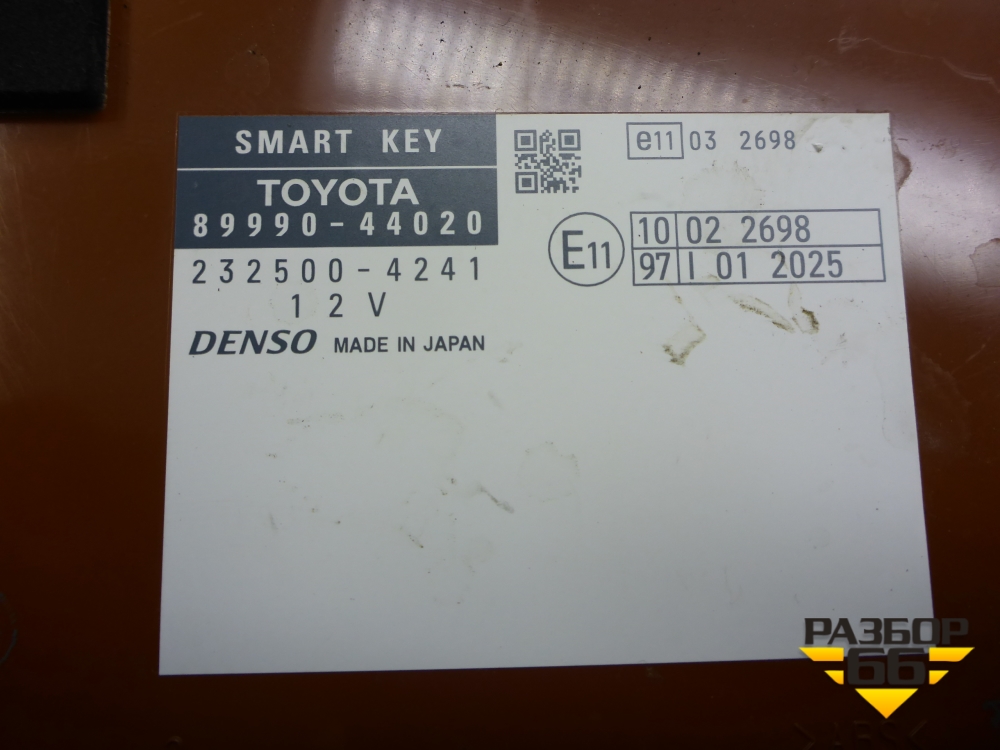 SMART KEY
TOYOTA
89990-44020
232500-4241
12V
DENSO MADE IN JAPAN
e11 03 2698
E11
10 02 2698
97 I 01 2025
РАЗБОР
66